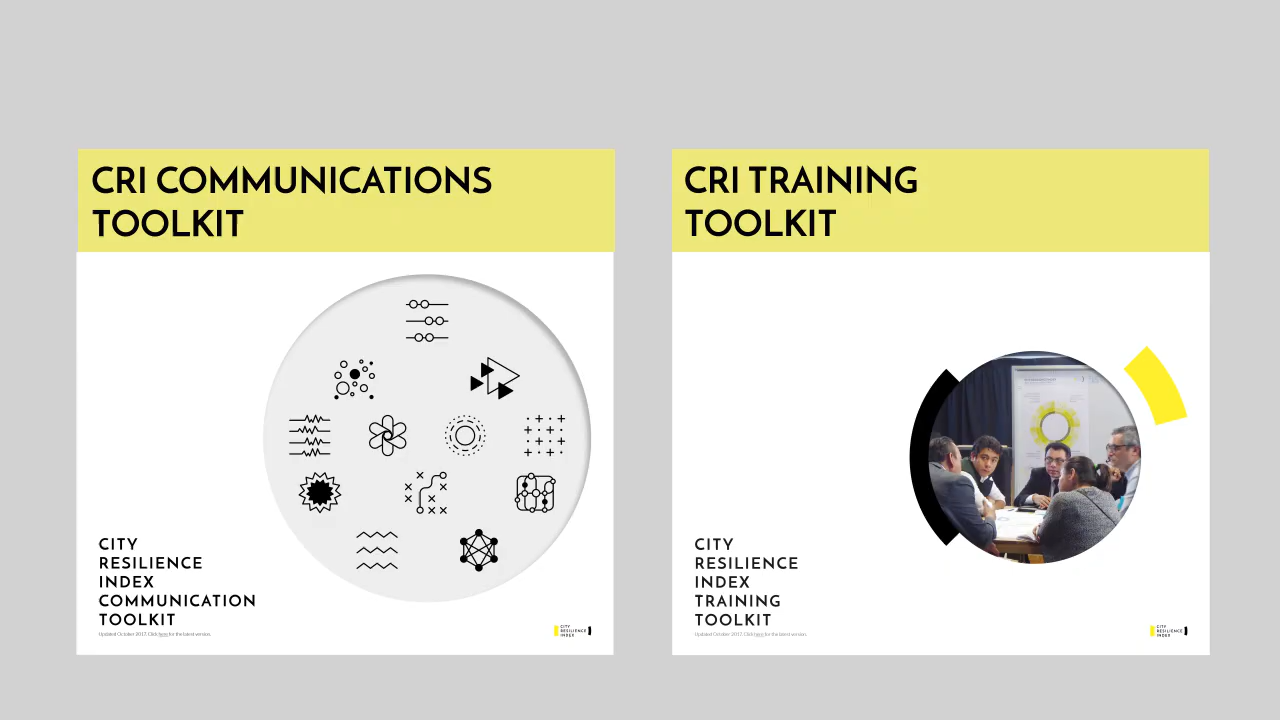 CRI COMMUNICATIONS
TOOLKIT
CITY
RESILIENCE
INDEX
COMMUNICATION
TOOLKIT
Updated October 2017. Click here for the latest version.
CITY
RESILIENCE
INDEX
CRI TRAINING
TOOLKIT
CITY
RESILIENCE
INDEX
TRAINING
TOOLKIT
Updated October 2017. Click here for the latest version.
CITY
RESILIENCE
INDEX